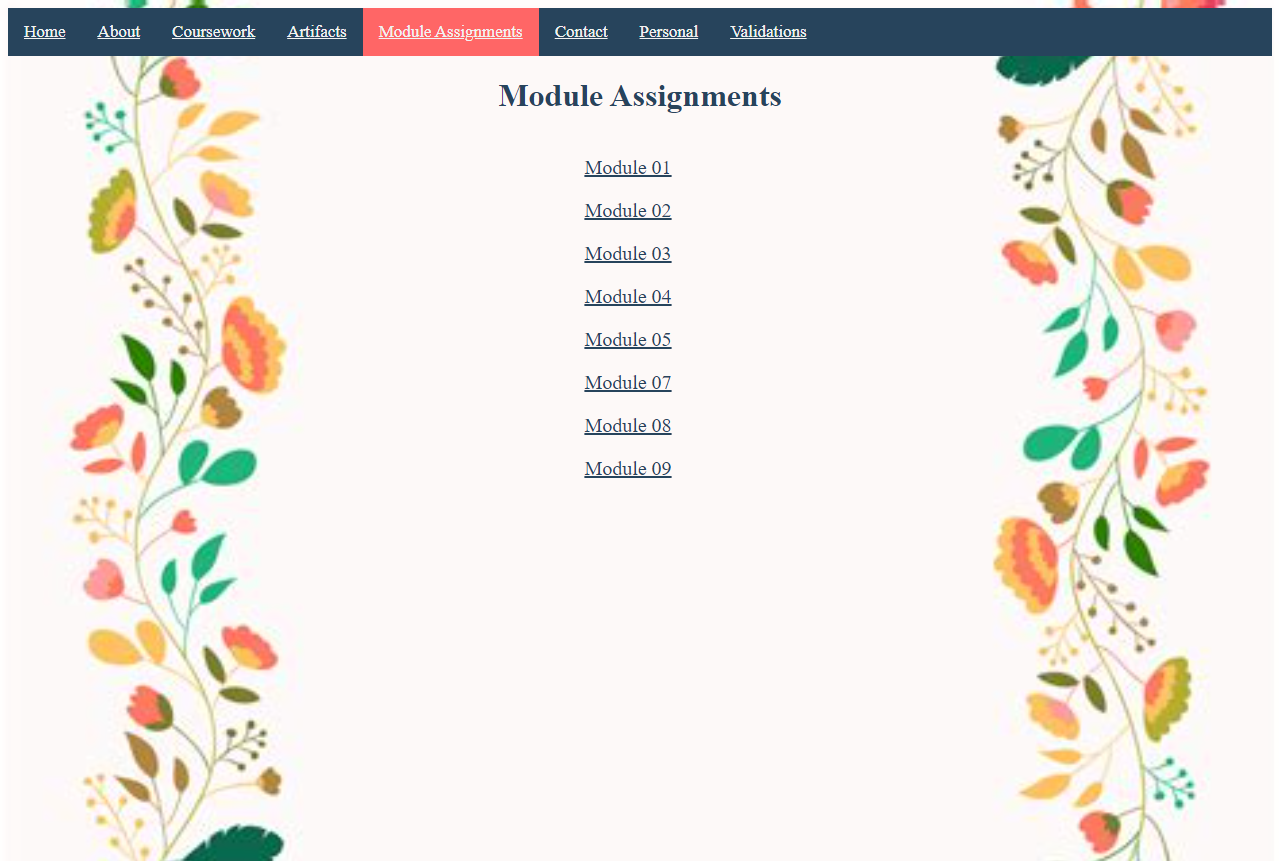 Home About Coursework Artifacts Module Assignments Contact Personal Validations
Module Assignments
Module 01
Module 02
Module 03
Module 04
Module 05
Module 07
Module 08
Module 09